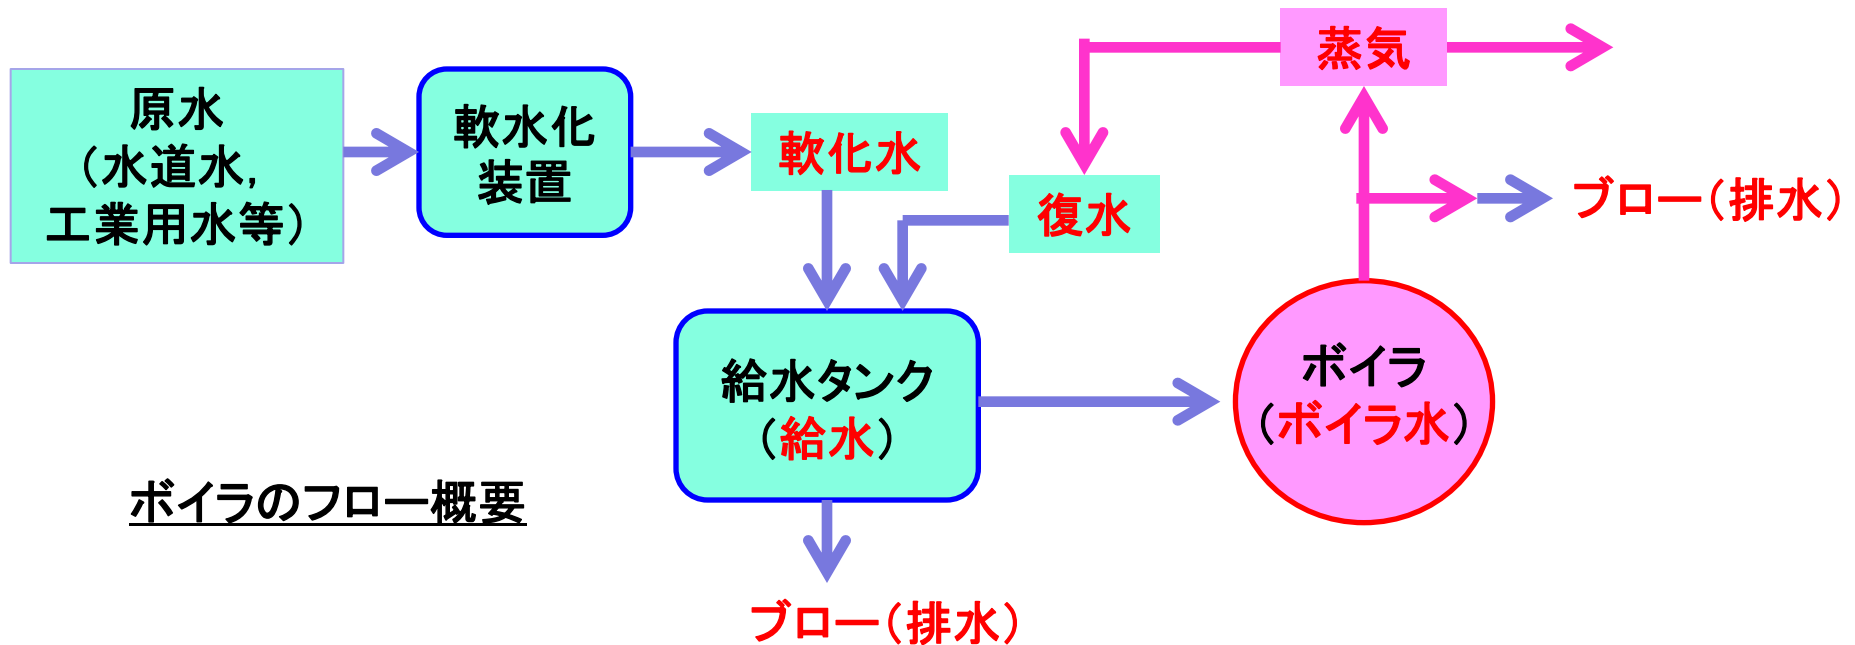 原水
（水道水，
工業用水等）
軟水化
装置
軟化水
復水
蒸気
ブロー（排水）
給水タンク
（給水）
ボイラ
（ボイラ水）
ボイラのフロー概要
ブロー（排水）